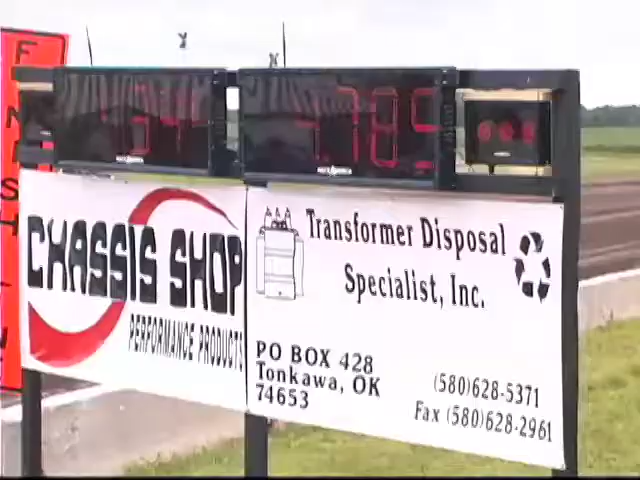 CHASSIS SHOP
PERFORMANCE PRODUCTS
Transformer Disposal
Specialist, Inc.
PO BOX 428
Tonkawa, OK
74653
(580)628-5371
Fax (580)628-2961